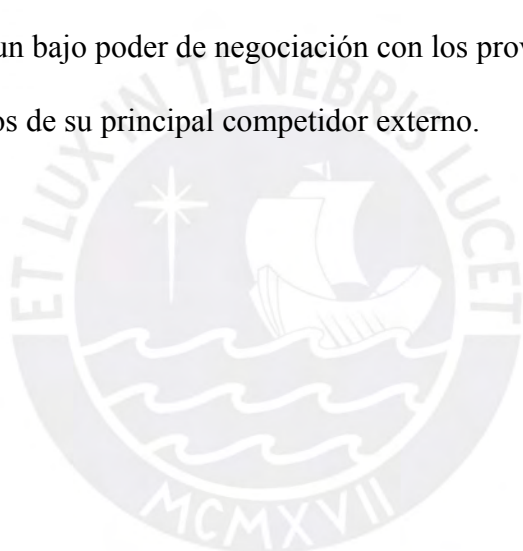 un bajo poder de negociación con los prov
os de su principal competidor externo.
ET LUX IN TENEBRIS LUCET
MCMXVII